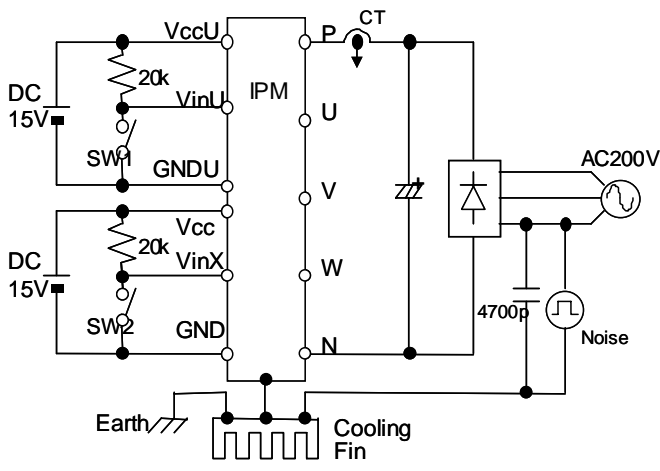 VccU
P
CT
20k
IPM
DC
15V
VinU
U
SW1
GNDU
AC200V
V
Vcc
20k
DC
15V
VinX
W
4700p
SW2
GND
N
Noise
Earth
Cooling
Fin